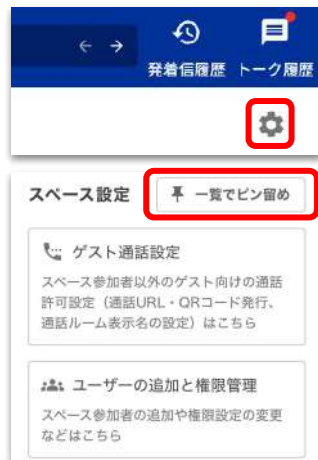 ← →
発着信履歴 トーク履歴
スペース設定 一覧でピン留め
ゲスト通話設定
スペース参加者以外のゲスト向けの通話
許可設定（通話URL・QRコード発行、
通話ルーム表示名の設定）はこちら
ユーザーの追加と権限管理
スペース参加者の追加や権限設定の変更
などはこちら